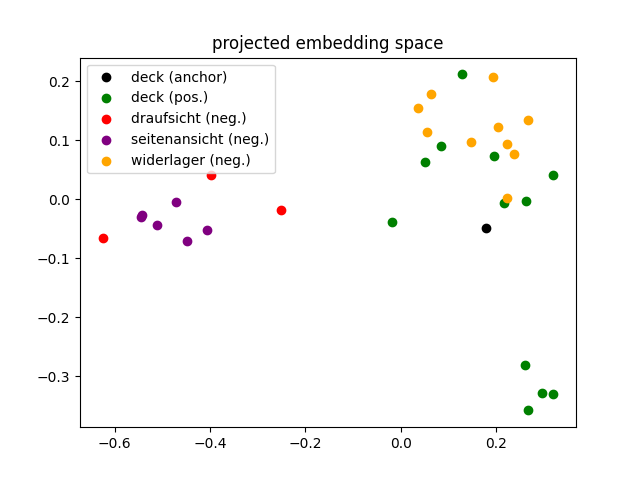 projected embedding space
deck (anchor)
deck (pos.)
draufsicht (neg.)
seitenansicht (neg.)
widerlager (neg.)
0.2
0.1
0.0
−0.1
−0.2
−0.3
−0.6
−0.4
−0.2
0.0
0.2